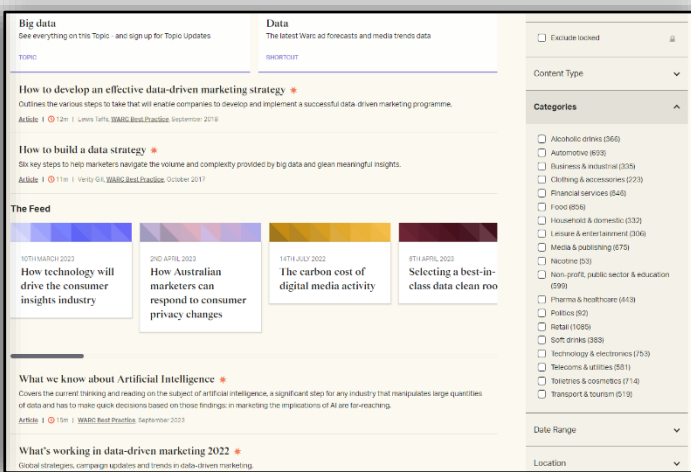 Big data
See everything on this Topic - and sign up for Topic Updates
TOPIC
Data
The latest Warc ad forecasts and media trends data
SHORTCUT
How to develop an effective data-driven marketing strategy
Outlines the various steps to take that will enable companies to develop and implement a successful data-driven marketing programme.
Article | 12m | Lewis Taffs, WARC Best Practice, September 2018
How to build a data strategy
Six key steps to help marketers navigate the volume and complexity provided by big data and glean meaningful insights.
Article | 11m | Verity Gill, WARC Best Practice, October 2017
The Feed
10TH MARCH 2023
How technology will
drive the consumer
insights industry
2ND APRIL 2023
How Australian
marketers can
respond to consumer
privacy changes
14TH JULY 2022
The carbon cost of
digital media activity
6TH APRIL 2023
Selecting a best-in-
class data clean roo
What we know about Artificial Intelligence
Covers the current thinking and reading on the subject of artificial intelligence, a significant step for any industry that manipulates large quantities
of data and has to make quick decisions based on those findings; in marketing the implications of AI are far-reaching.
Article | 15m | WARC Best Practice, September 2023
What's working in data-driven marketing 2022
Global strategies, campaign updates and trends in data-driven marketing.
Exclude locked
Content Type
Categories
Alcoholic drinks (366)
Automotive (693)
Business & industrial (335)
Clothing & accessories (223)
Financial services (846)
Food (856)
Household & domestic (332)
Leisure & entertainment (306)
Media & publishing (675)
Nicotine (53)
Non-profit, public sector & education
(599)
Pharma & healthcare (443)
Politics (92)
Retail (1085)
Soft drinks (383)
Technology & electronics (753)
Telecoms & utilities (581)
Toiletries & cosmetics (714)
Transport & tourism (519)
Date Range
Location